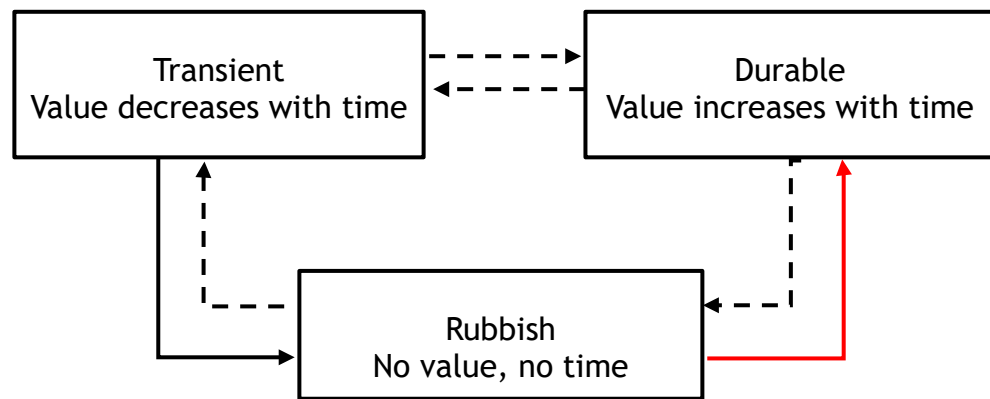 Transient
Value decreases with time
Durable
Value increases with time
Rubbish
No value, no time